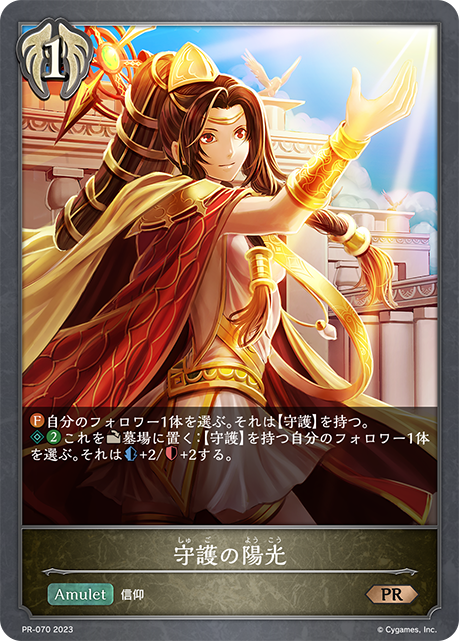 1
F 自分のフォロワー1体を選ぶ。それは【守護】を持つ。
2 これを墓場に置く:【守護】を持つ自分のフォロワー1体
を選ぶ。それは+2/+2する。
しゅご ようこう
守護の陽光
Amulet 信仰 PR
PR-070 2023 © Cygames, Inc.